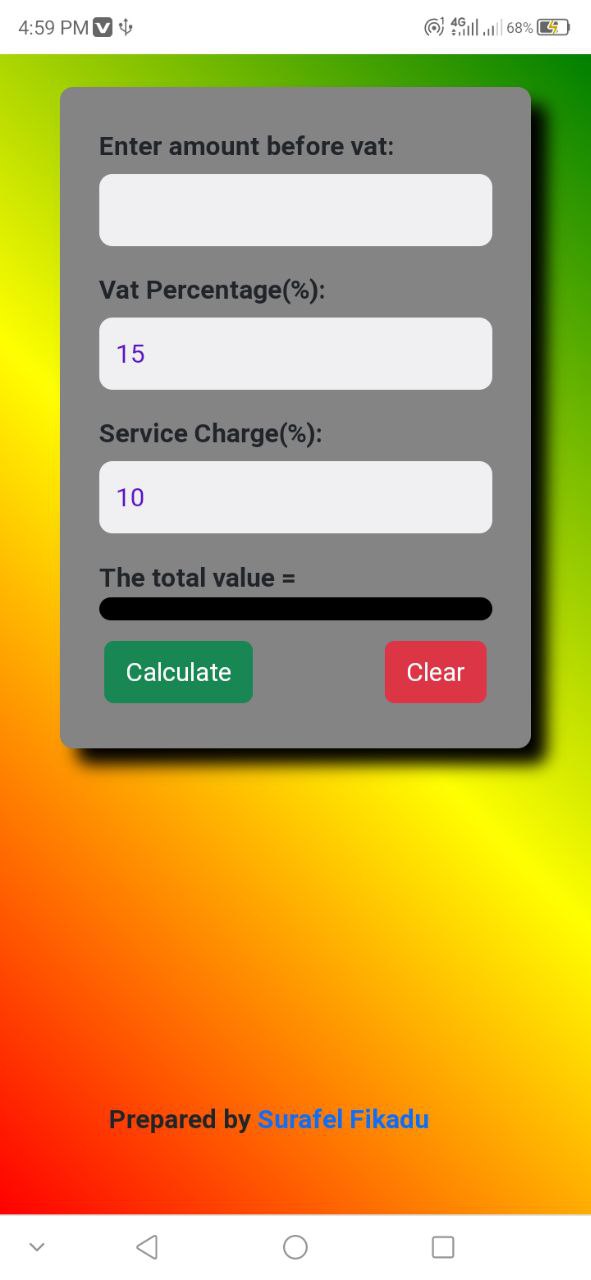 4:59 PM
4G
68%
Enter amount before vat:
Vat Percentage(%):
15
Service Charge(%):
10
The total value =
Calculate
Clear
Prepared by Surafel Fikadu